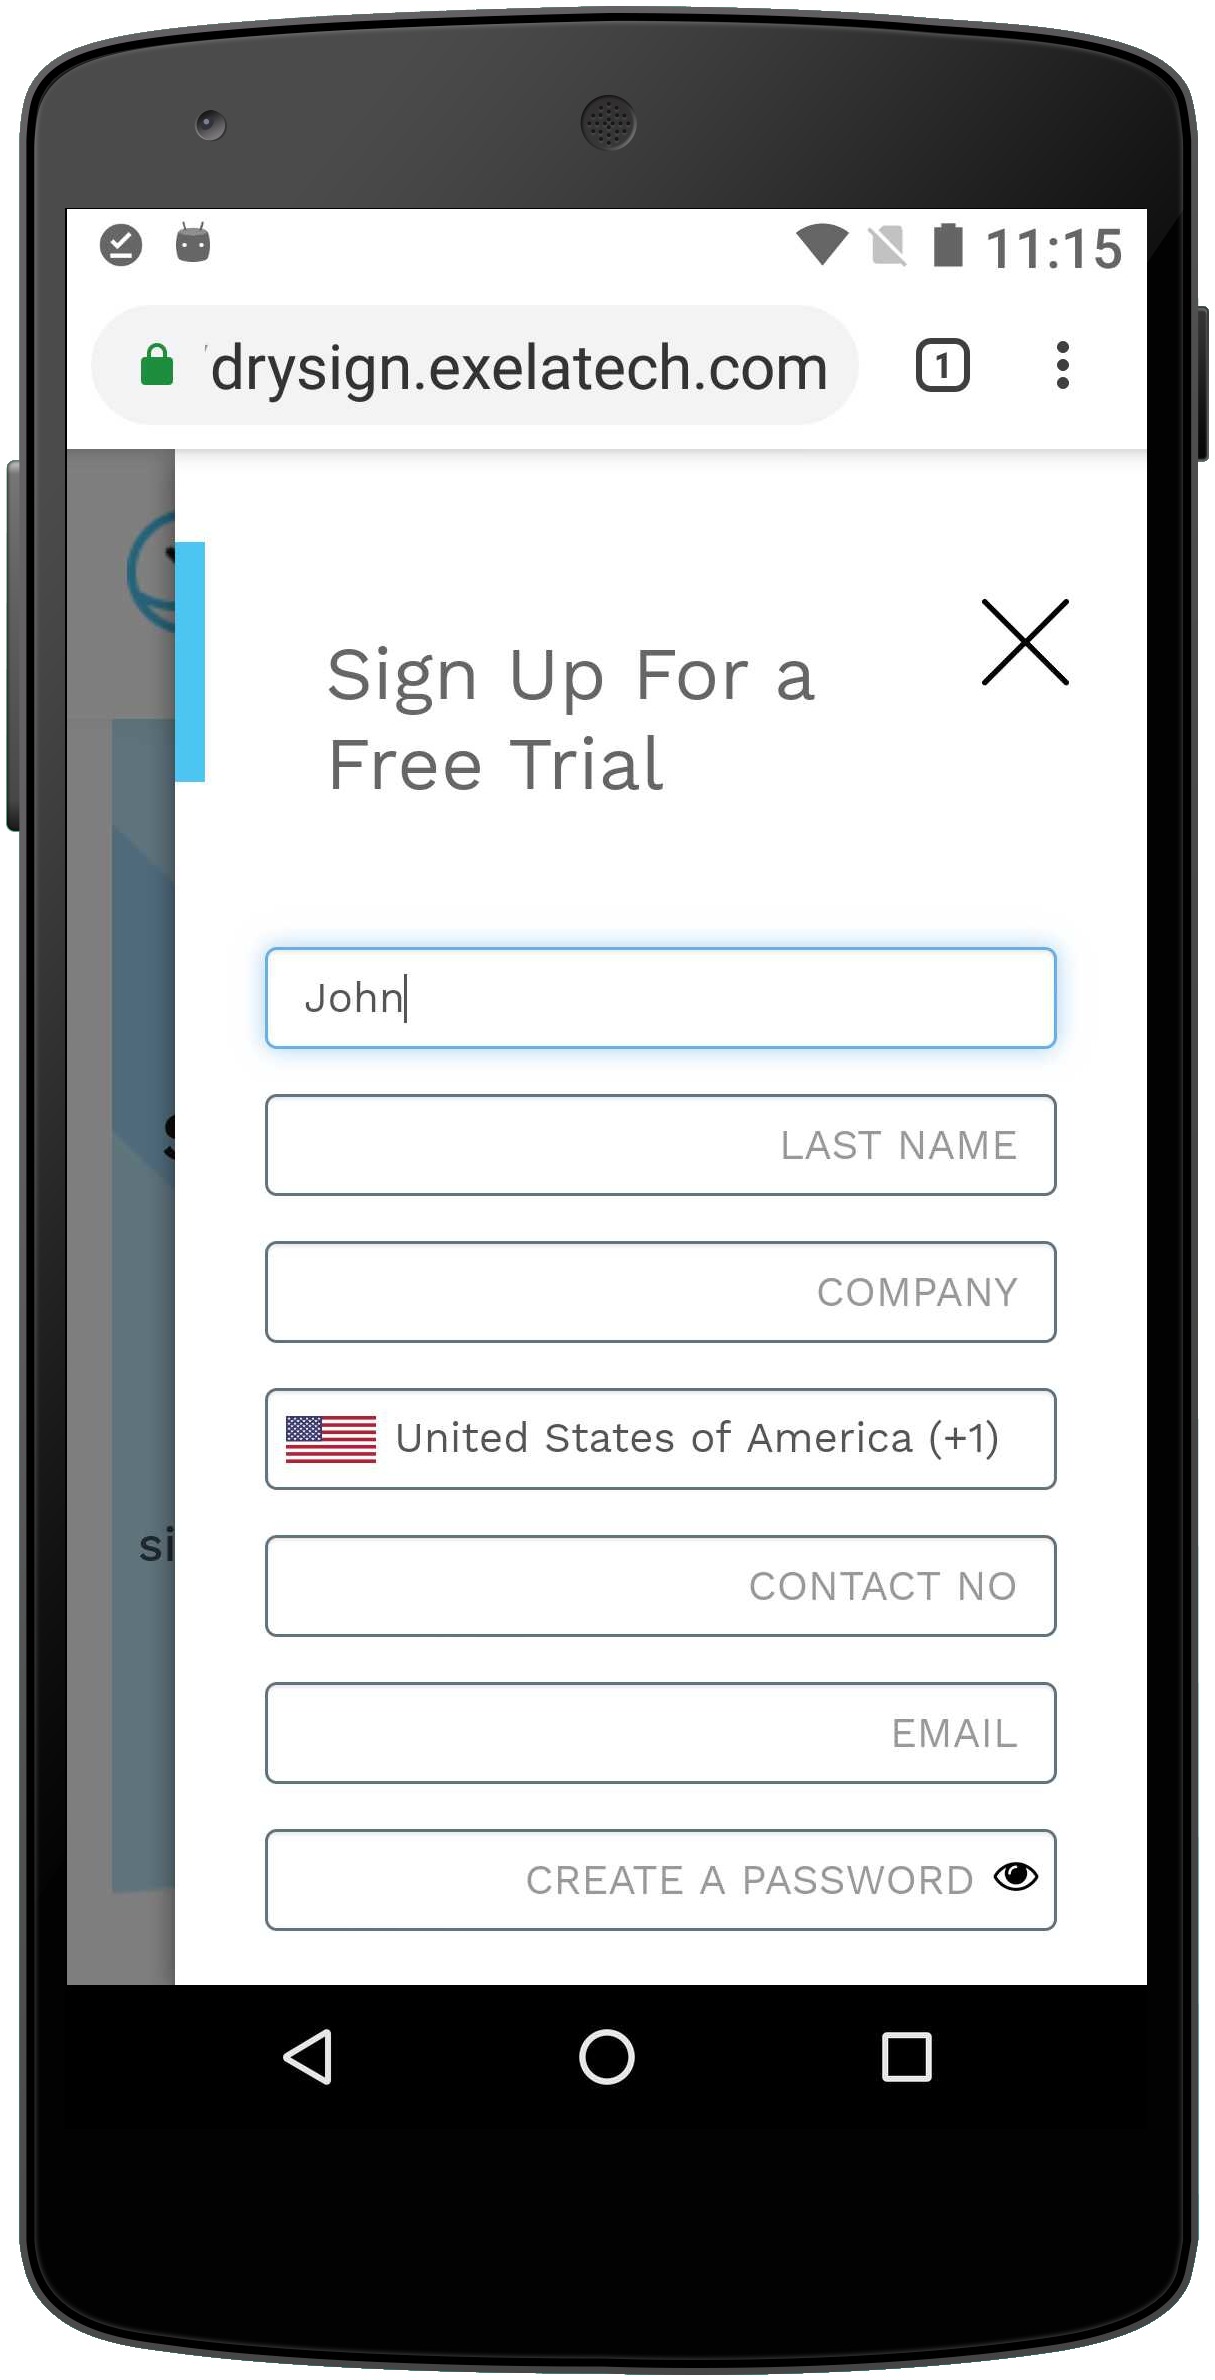 11:15
drysign.exelatech.com
1
Sign Up For a
Free Trial
John
LAST NAME
COMPANY
United States of America (+1)
si
CONTACT NO
EMAIL
CREATE A PASSWORD